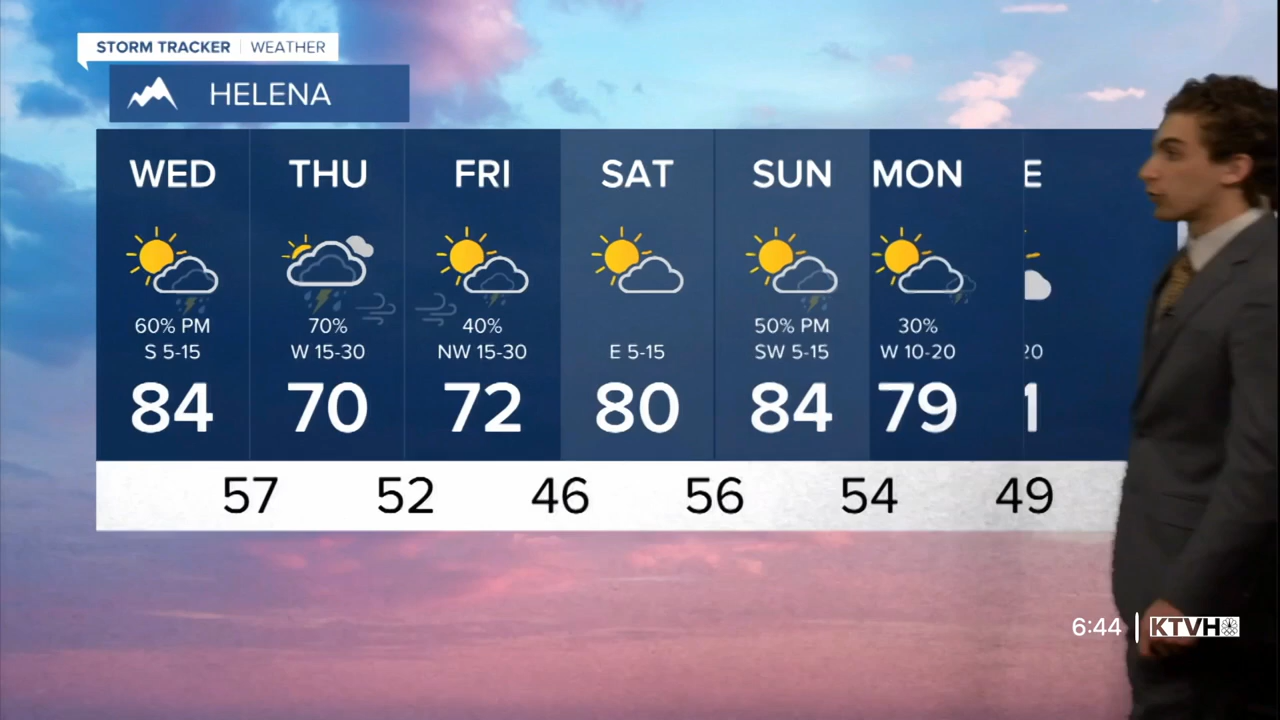 STORM TRACKER | WEATHER
HELENA
WED THU FRI SAT SUN MON E
60% PM 70% 40% 50% PM 30%
S 5-15 W 15-30 NW 15-30 E 5-15 SW 5-15 W 10-20 20
84 70 72 80 84 79 1
57 52 46 56 54 49
6:44 | KTVH